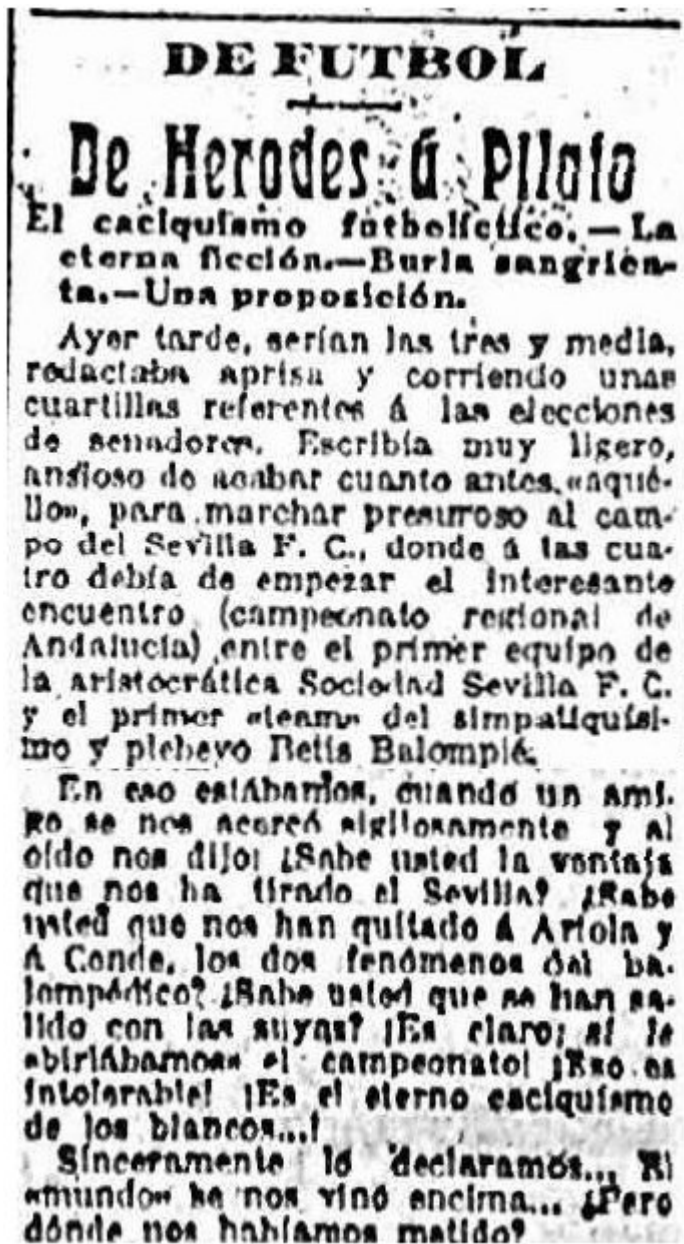 DE FUTBOL
De Herodes á Pilato
El caciquismo futbolístico.—La
eterna ficción.—Burla sangrien-
ta.—Una proposición.
Ayer tarde, serían las tres y media,
redactaba aprisa y corriendo unas
cuartillas referentes á las elecciones
de senadores. Escribía muy ligero,
ansioso de acabar cuanto antes «aqué-
llo», para marchar presuroso al cam-
po del Sevilla F. C., donde á las cua-
tro debía de empezar el interesante
encuentro (campeonato regional de
Andalucía) entre el primer equipo de
la aristocrática Sociedad Sevilla F. C.
y el primer «team» del simpatiquísi-
mo y plebeyo Betis Balompié.
En eso estábamos, cuando un ami-
go se nos acercó sigilosamente y al
oído nos dijo: ¿Sabe usted la ventaja
que nos ha tirado el Sevilla? ¿Sabe
usted que nos han quitado á Artola y
á Conde, los dos fenómenos del ba-
lompédico? ¿Sabe usted que se han sa-
lido con las suyas? ¡Es claro; si le
«birlábamos» el campeonato! ¡Eso es
intolerable! ¡Es el eterno caciquismo
de los blancos...!
Sinceramente lo declaramos... El
«mundo» se nos vino encima... ¿Pero
dónde nos habíamos metido?